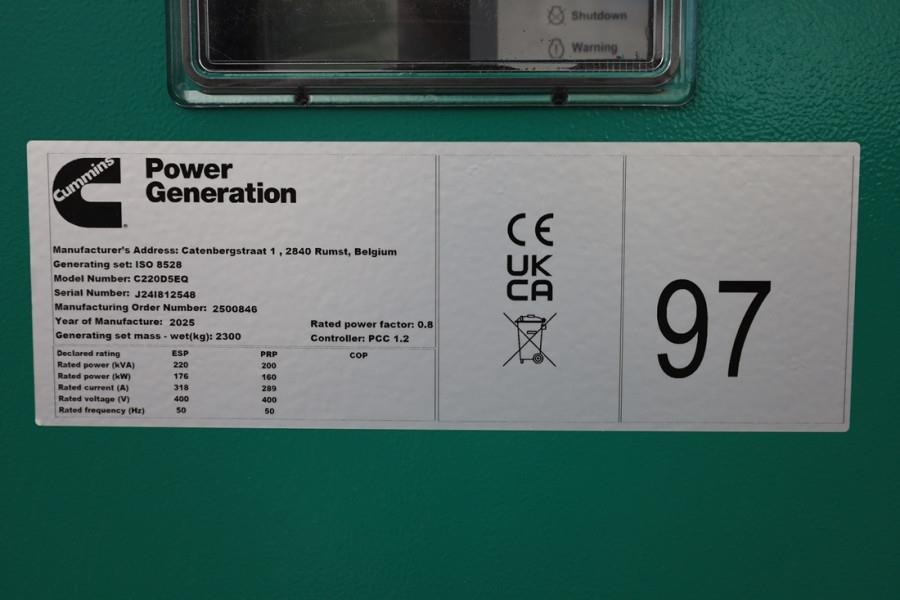 Shutdown
Warning
Cummins
Power
Generation
Manufacturer's Address: Catenbergstraat 1 , 2840 Rumst, Belgium
Generating set: ISO 8528
Model Number: C220D5EQ
Serial Number: J24I812548
Manufacturing Order Number: 2500846
Year of Manufacture: 2025
Rated power factor: 0.8
Generating set mass - wet(kg): 2300
Controller: PCC 1.2
Declared rating ESP PRP COP
Rated power (kVA) 220 200
Rated power (kW) 176 160
Rated current (A) 318 289
Rated voltage (V) 400 400
Rated frequency (Hz) 50 50
CE
UK
CA
97